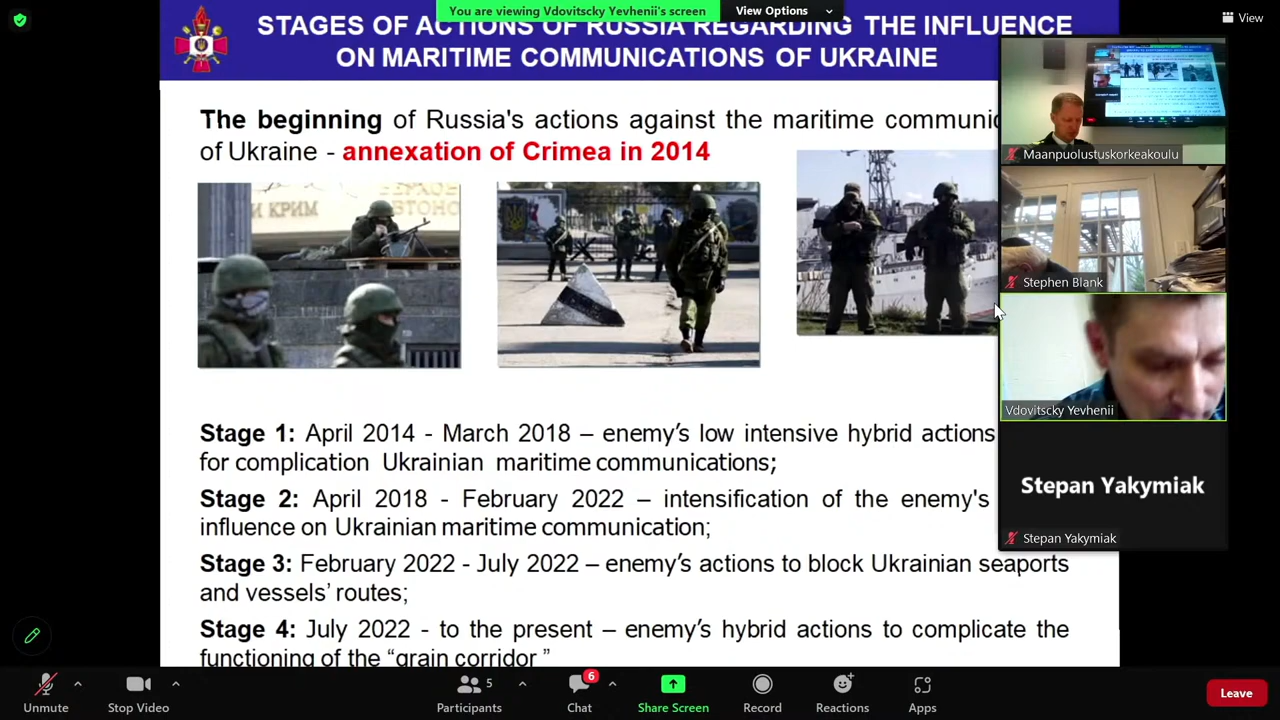 You are viewing Vdovitscky Yevhenii's screen
View Options
View
STAGES OF ACTIONS OF RUSSIA REGARDING THE INFLUENCE
ON MARITIME COMMUNICATIONS OF UKRAINE
The beginning of Russia's actions against the maritime communic
of Ukraine - annexation of Crimea in 2014
И КРИМ
Maanpuolustuskorkeakoulu
Stephen Blank
Vdovitscky Yevhenii
Stepan Yakymiak
Stepan Yakymiak
Stage 1: April 2014 - March 2018 – enemy’s low intensive hybrid actions
for complication Ukrainian maritime communications;
Stage 2: April 2018 - February 2022 – intensification of the enemy's
influence on Ukrainian maritime communication;
Stage 3: February 2022 - July 2022 – enemy’s actions to block Ukrainian seaports
and vessels’ routes;
Stage 4: July 2022 - to the present – enemy’s hybrid actions to complicate the
functioning of the “grain corridor ”
Unmute
Stop Video
5
Participants
6
Chat
Share Screen
Record
Reactions
Apps
Leave